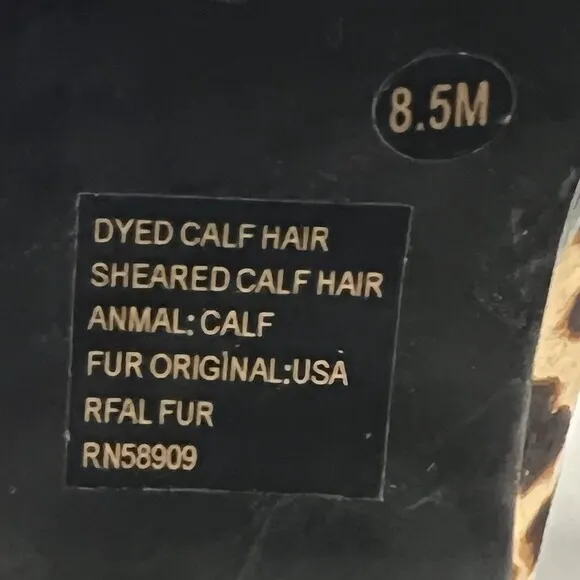 8.5M
DYED CALF HAIR
SHEARED CALF HAIR
ANMAL: CALF
FUR ORIGINAL:USA
RFAL FUR
RN58909